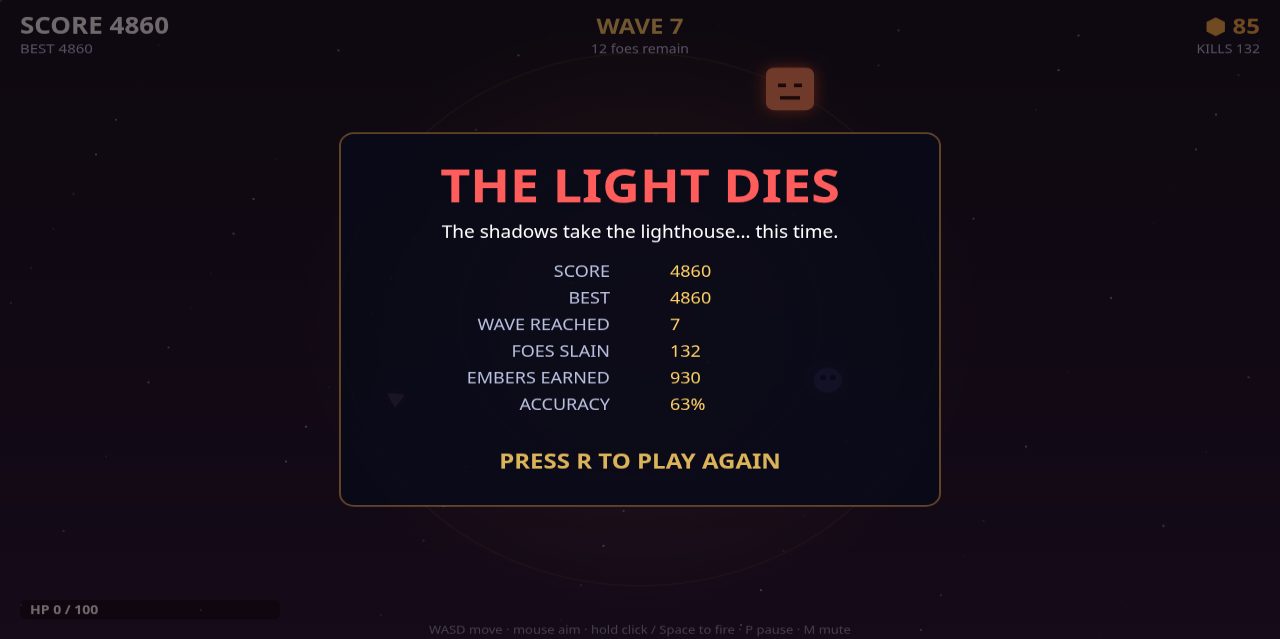 SCORE 4860
BEST 4860
WAVE 7
12 foes remain
85
KILLS 132
THE LIGHT DIES
The shadows take the lighthouse... this time.
SCORE 4860
BEST 4860
WAVE REACHED 7
FOES SLAIN 132
EMBERS EARNED 930
ACCURACY 63%
PRESS R TO PLAY AGAIN
HP 0 / 100
WASD move · mouse aim · hold click / Space to fire · P pause · M mute